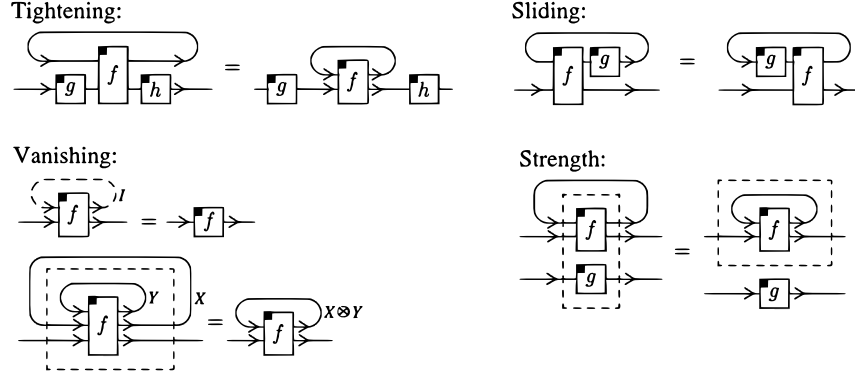 Tightening:
g f h = g f h
Sliding:
f g = g f
Vanishing:
f I = f
f Y X = f X⊗Y
Strength:
f = f
g g